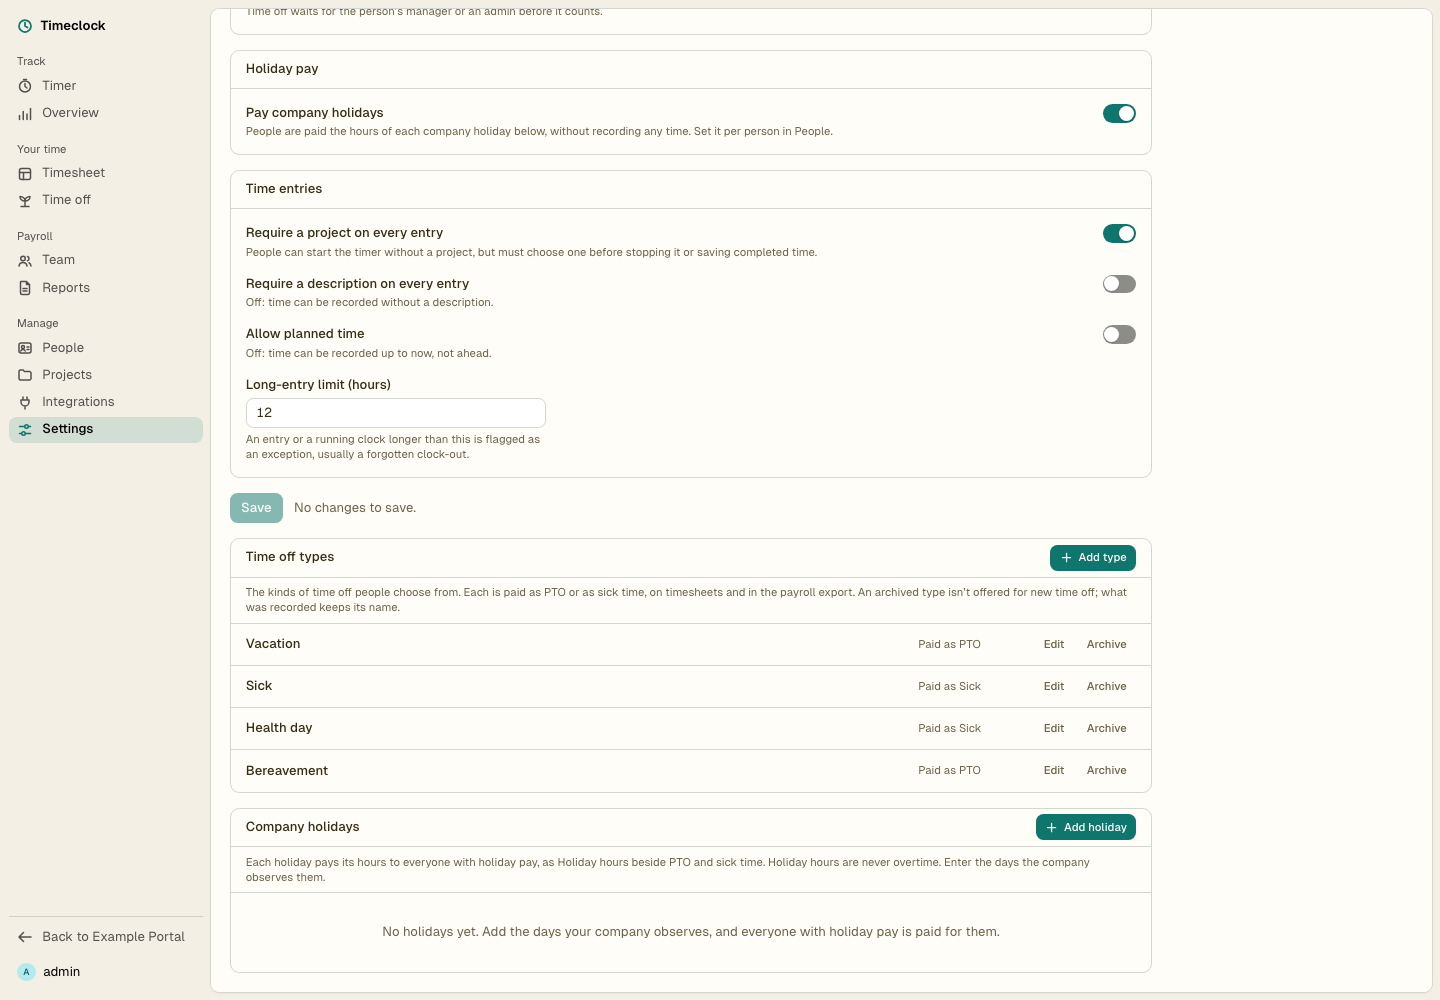 Timeclock
Track
Timer
Overview
Your time
Timesheet
Time off
Payroll
Team
Reports
Manage
People
Projects
Integrations
Settings
Back to Example Portal
A
admin
Time off waits for the person's manager or an admin before it counts.
Holiday pay
Pay company holidays
People are paid the hours of each company holiday below, without recording any time. Set it per person in People.
Time entries
Require a project on every entry
People can start the timer without a project, but must choose one before stopping it or saving completed time.
Require a description on every entry
Off: time can be recorded without a description.
Allow planned time
Off: time can be recorded up to now, not ahead.
Long-entry limit (hours)
12
An entry or a running clock longer than this is flagged as
an exception, usually a forgotten clock-out.
Save No changes to save.
Time off types
+ Add type
The kinds of time off people choose from. Each is paid as PTO or as sick time, on timesheets and in the payroll export. An archived type isn't offered for new time off; what
was recorded keeps its name.
Vacation Paid as PTO Edit Archive
Sick Paid as Sick Edit Archive
Health day Paid as Sick Edit Archive
Bereavement Paid as PTO Edit Archive
Company holidays
+ Add holiday
Each holiday pays its hours to everyone with holiday pay, as Holiday hours beside PTO and sick time. Holiday hours are never overtime. Enter the days the company
observes them.
No holidays yet. Add the days your company observes, and everyone with holiday pay is paid for them.